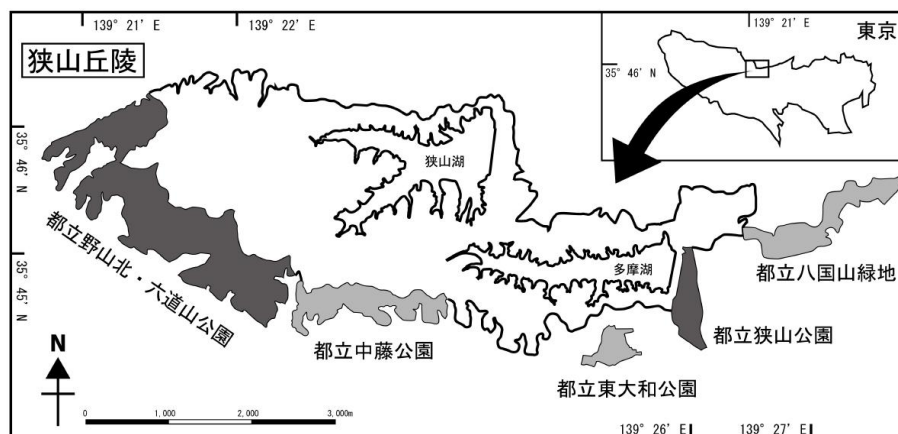 139° 21′ E
139° 22′ E
139° 21′ E
東京
狭山丘陵
35° 46′ N
35° 46′ N
狭山湖
多摩湖
都立八国山緑地
35° 45′ N
都立野山北・六道山公園
都立中藤公園
都立狭山公園
都立東大和公園
N
0 1,000 2,000 3,000m
139° 26′ E
139° 27′ E